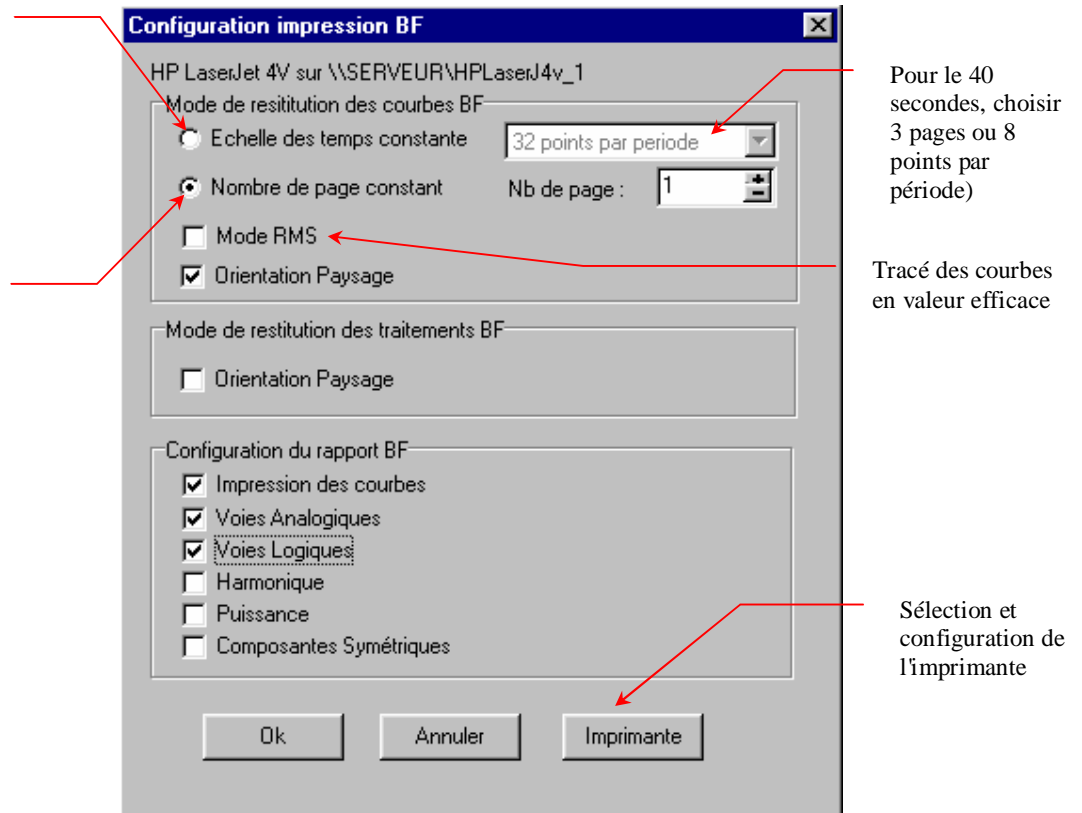 Configuration impression BF
HP LaserJet 4V sur \\SERVEUR\HPLaserJ4v_1
Mode de resititution des courbes BF
Echelle des temps constante
32 points par periode
Nombre de page constant
Nb de page :
1
Mode RMS
Orientation Paysage
Mode de restitution des traitements BF
Orientation Paysage
Configuration du rapport BF
Impression des courbes
Voies Analogiques
Voies Logiques
Harmonique
Puissance
Composantes Symétriques
Ok
Annuler
Imprimante
Pour le 40
secondes, choisir
3 pages ou 8
points par
période)
Tracé des courbes
en valeur efficace
Sélection et
configuration de
l'imprimante